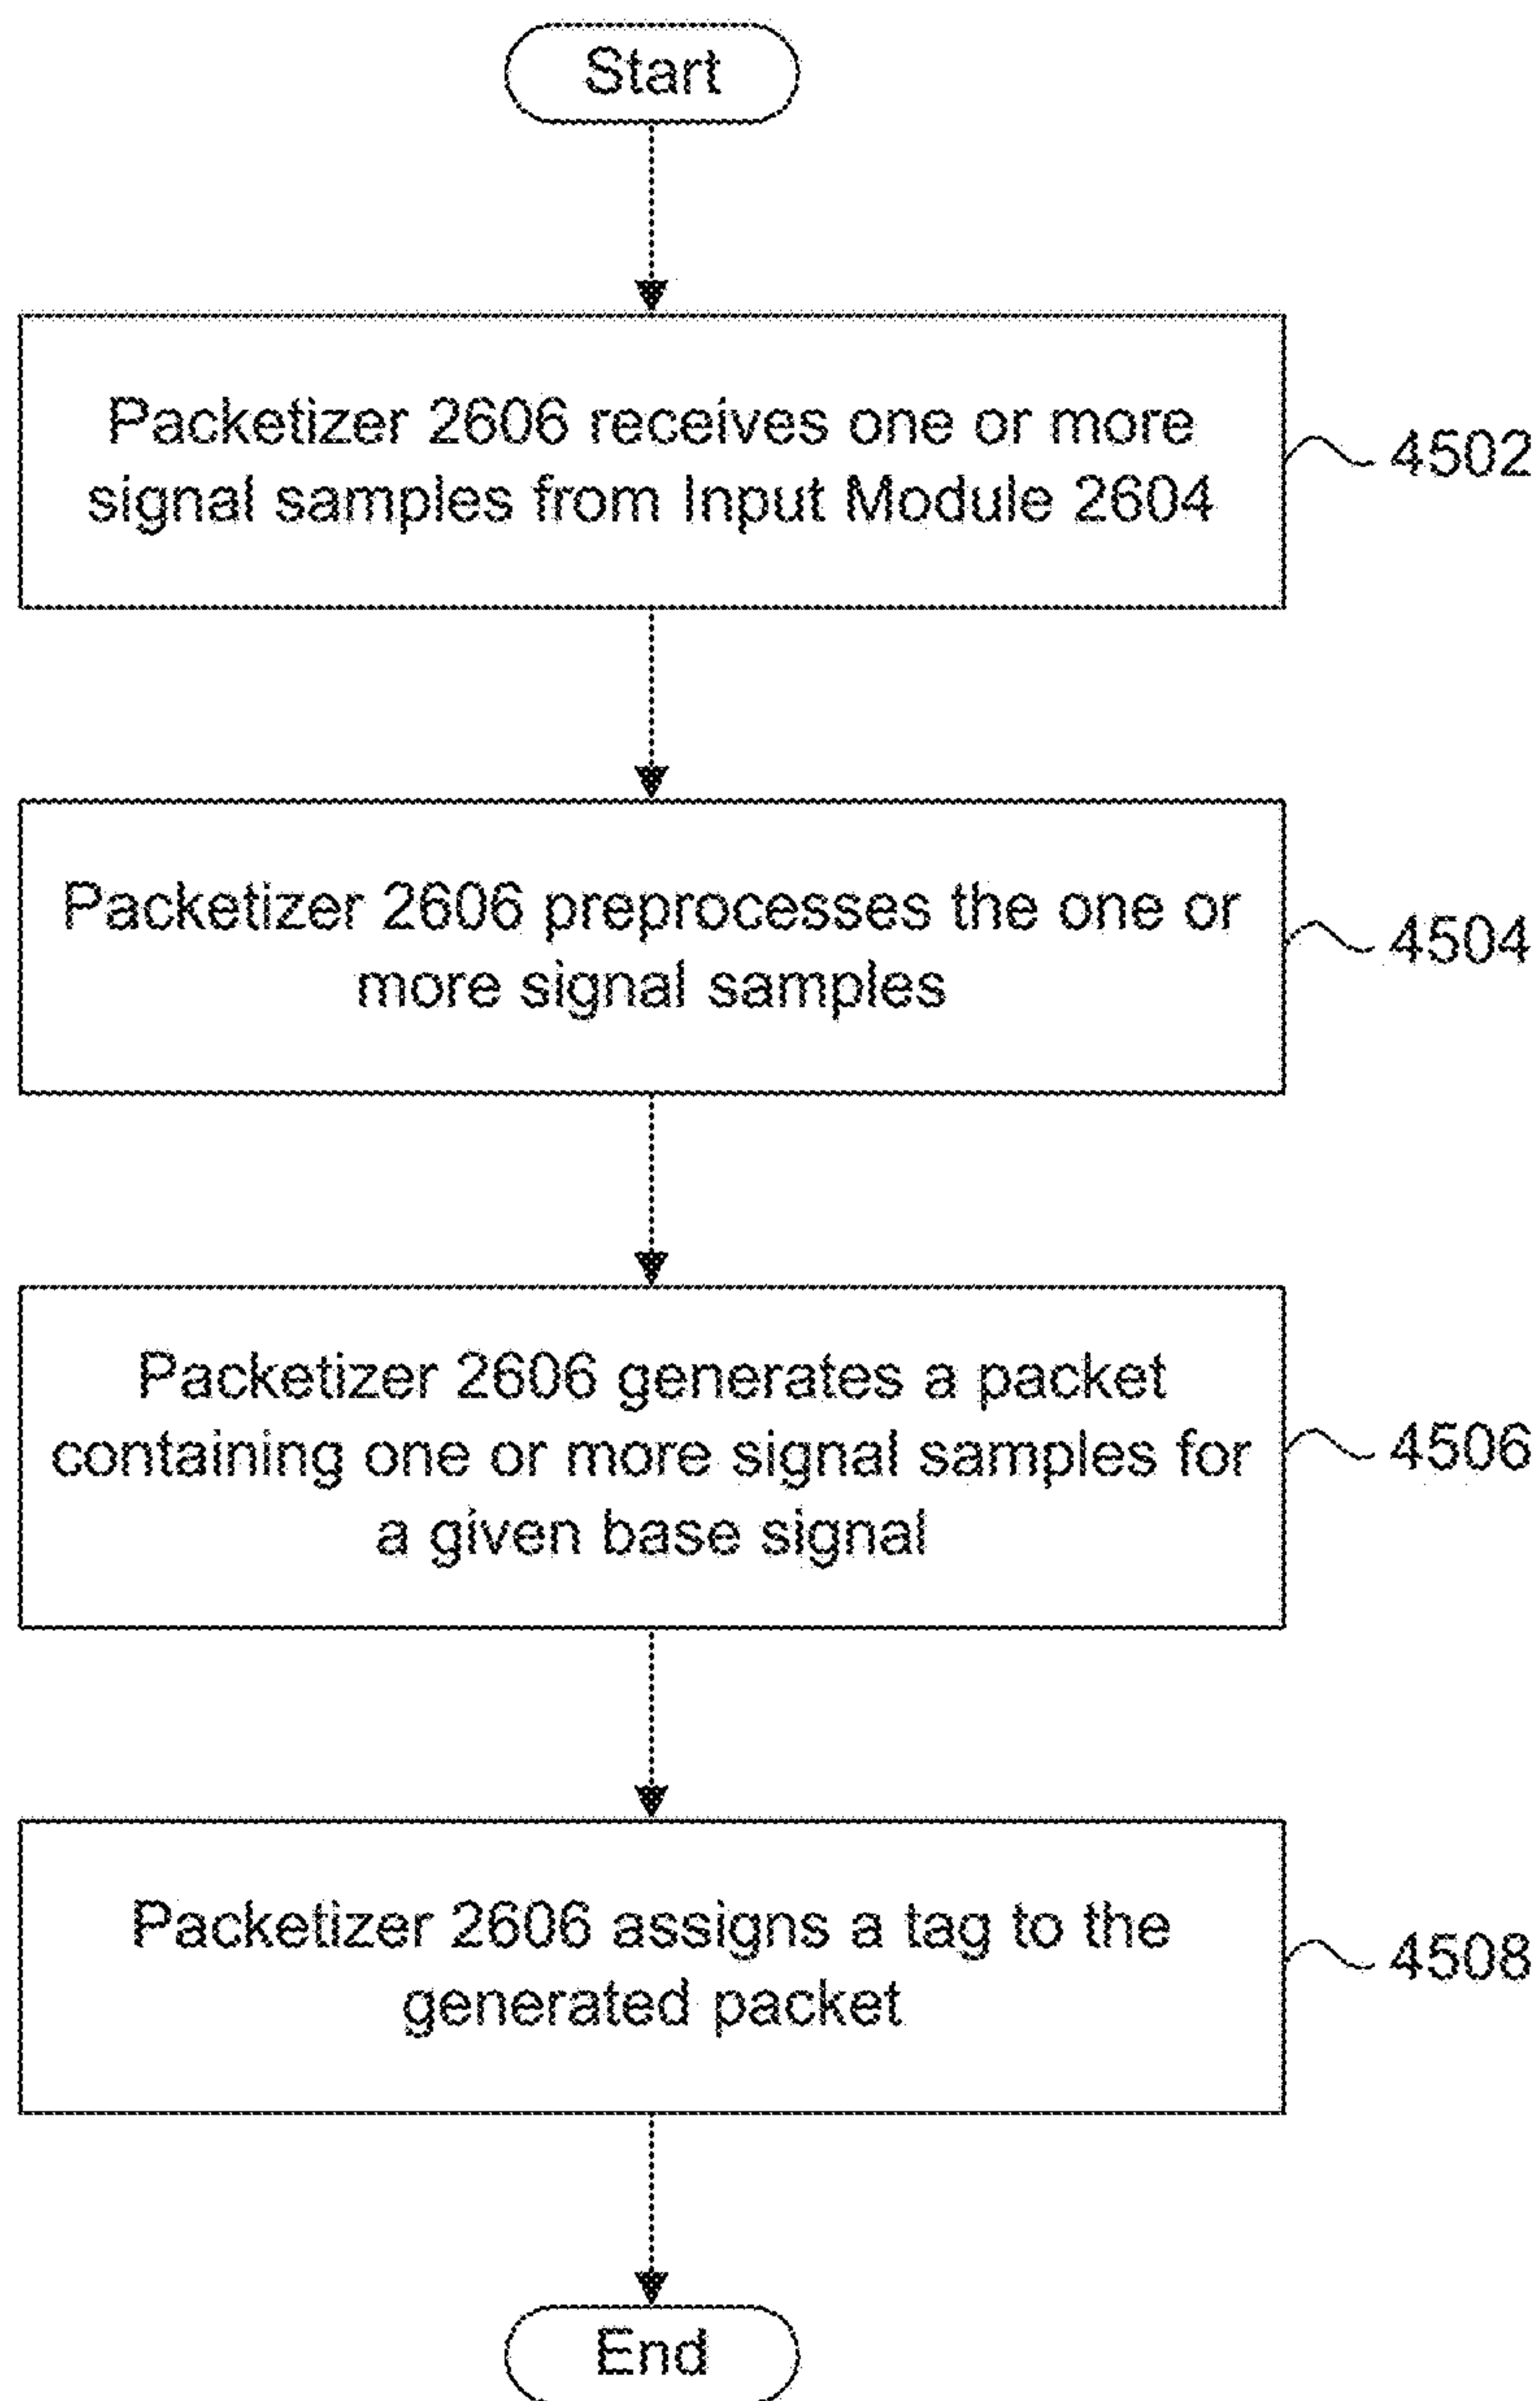 Start
Packetizer 2606 receives one or more
signal samples from Input Module 2604
4502
Packetizer 2606 preprocesses the one or
more signal samples
4504
Packetizer 2606 generates a packet
containing one or more signal samples for
a given base signal
4506
Packetizer 2606 assigns a tag to the
generated packet
4508
End